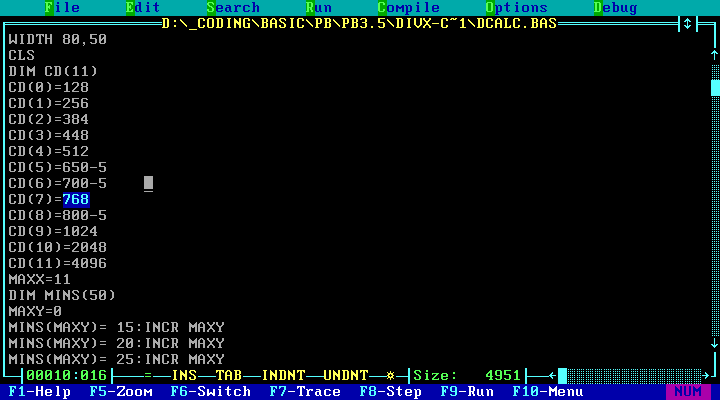 File Edit Search Run Compile Options Debug
D:\_CODING\BASIC\PB\PB3.5\DIVX-C~1\DCALC.BAS
WIDTH 80,50
CLS
DIM CD(11)
CD(0)=128
CD(1)=256
CD(2)=384
CD(3)=448
CD(4)=512
CD(5)=650-5
CD(6)=700-5
CD(7)=768
CD(8)=800-5
CD(9)=1024
CD(10)=2048
CD(11)=4096
MAXX=11
DIM MINS(50)
MAXY=0
MINS(MAXY)= 15:INCR MAXY
MINS(MAXY)= 20:INCR MAXY
MINS(MAXY)= 25:INCR MAXY
00010:016 = INS TAB INDNT UNDNT Size: 4951
F1-Help F5-Zoom F6-Switch F7-Trace F8-Step F9-Run F10-Menu NUM